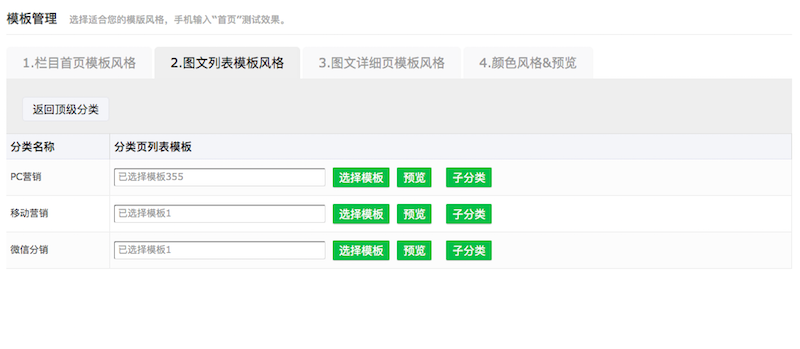 模板管理 选择适合您的模版风格，手机输入“首页”测试效果。
1.栏目首页模板风格 2.图文列表模板风格 3.图文详细页模板风格 4.颜色风格&预览
返回顶级分类
分类名称 分类页列表模板
PC营销 已选择模板355 选择模板 预览 子分类
移动营销 已选择模板1 选择模板 预览 子分类
微信分销 已选择模板1 选择模板 预览 子分类